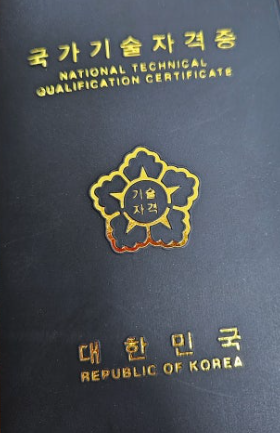 국가기술자격증
NATIONAL TECHNICAL
QUALIFICATION CERTIFICATE
기술
자격
대한민국
REPUBLIC OF KOREA